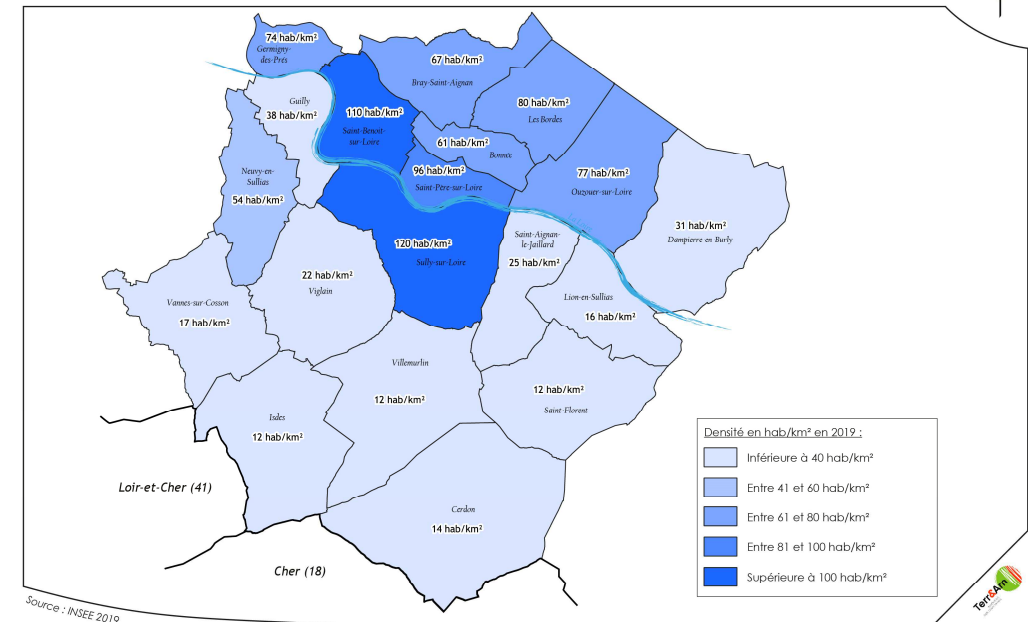 74 hab/km²
Germigny-
des-Prés
67 hab/km²
Bray-Saint-Aignan
Guilly
38 hab/km²
110 hab/km²
Saint-Benoit-
sur-Loire
80 hab/km²
Les Bordes
61 hab/km²
Bonnée
96 hab/km²
Saint-Père-sur-Loire
77 hab/km²
Ouzouer-sur-Loire
Neuvy-en-
Sullias
54 hab/km²
31 hab/km²
Dampierre en Burly
120 hab/km²
Sully-sur-Loire
Saint-Aignan-
le-Jaillard
25 hab/km²
22 hab/km²
Viglain
Vannes-sur-Cosson
17 hab/km²
Lion-en-Sullias
16 hab/km²
Villemurlin
12 hab/km²
12 hab/km²
Saint-Florent
Isdes
12 hab/km²
Loir-et-Cher (41)
Cerdon
14 hab/km²
Cher (18)
Densité en hab/km² en 2019 :
Inférieure à 40 hab/km²
Entre 41 et 60 hab/km²
Entre 61 et 80 hab/km²
Entre 81 et 100 hab/km²
Supérieure à 100 hab/km²
Source : INSEE 2019
Terr&Am